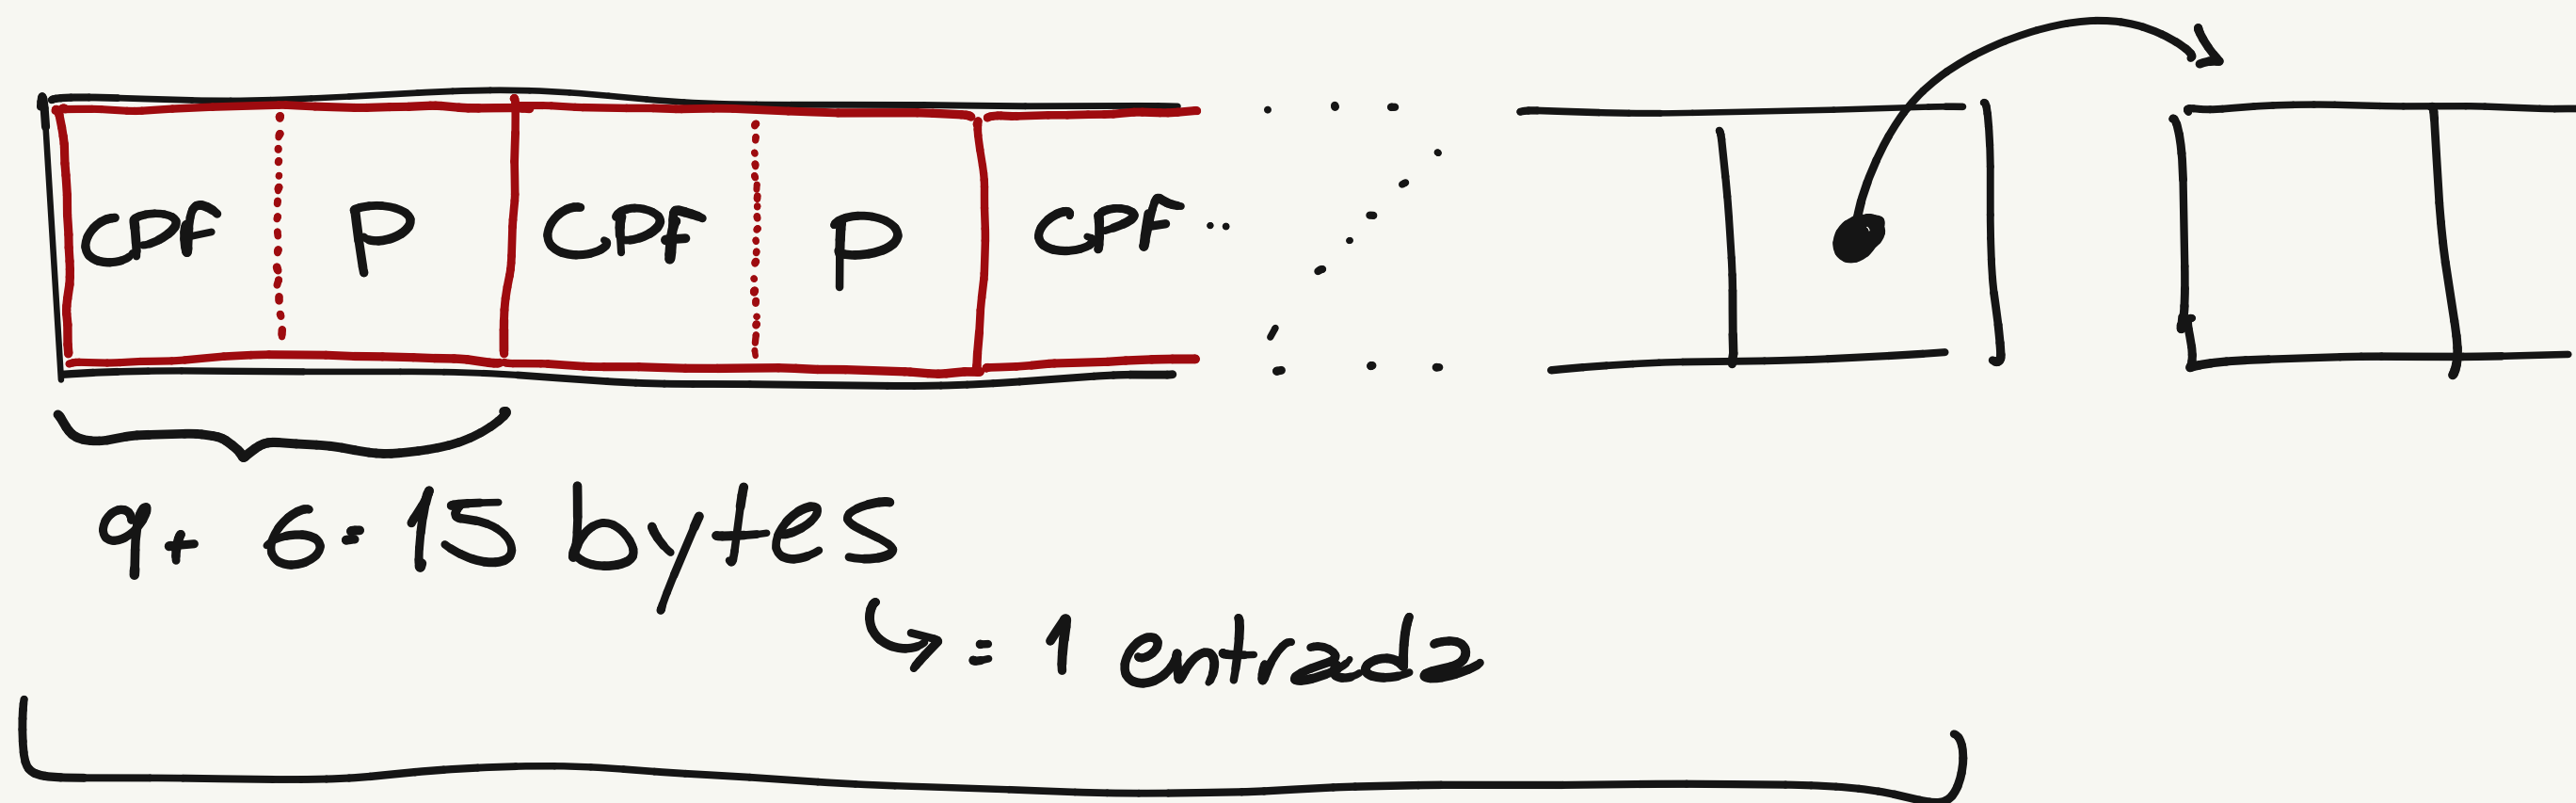 CPF P CPF P CPF ..
9 + 6 = 15 bytes
= 1 entrada